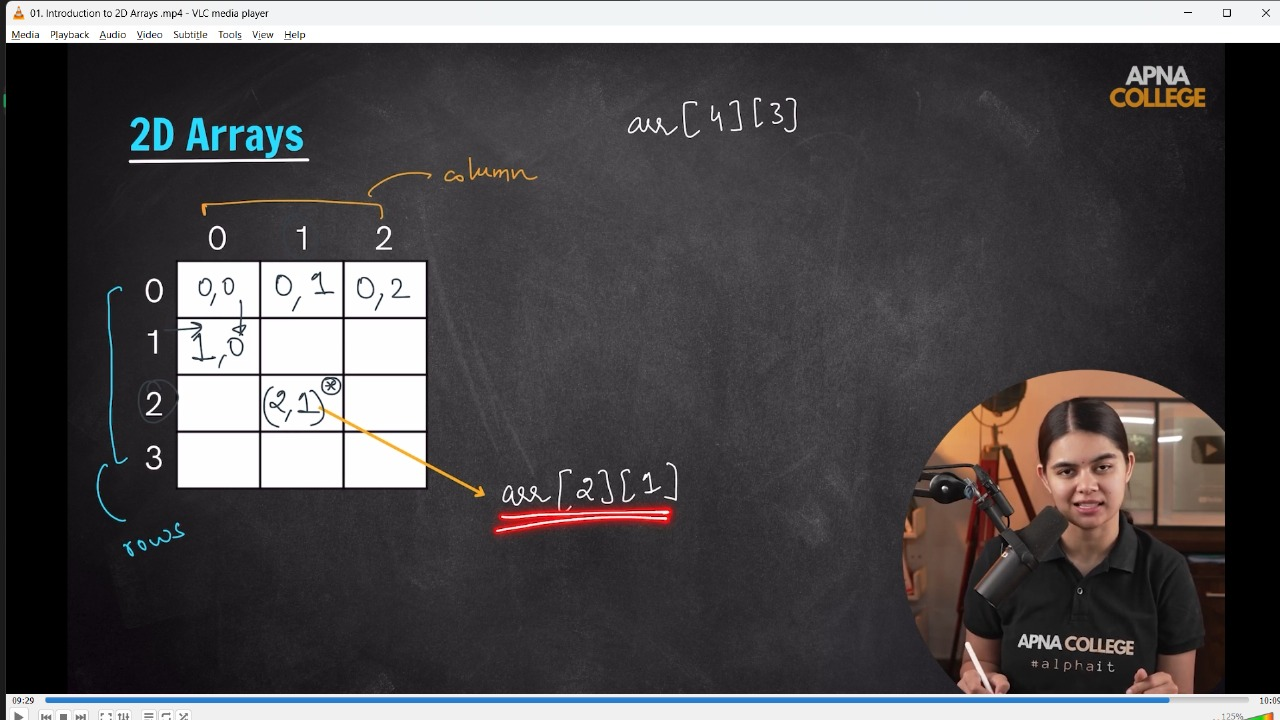 01. Introduction to 2D Arrays .mp4 - VLC media player
Media Playback Audio Video Subtitle Tools View Help
APNA
COLLEGE
arr[4][3]
2D Arrays
column
0 1 2
0 0,0 0,1 0,2
1 1,0
2 (2,1)*
3
arr[2][1]
rows
APNA COLLEGE
#alphait
09:29
10:09
125%